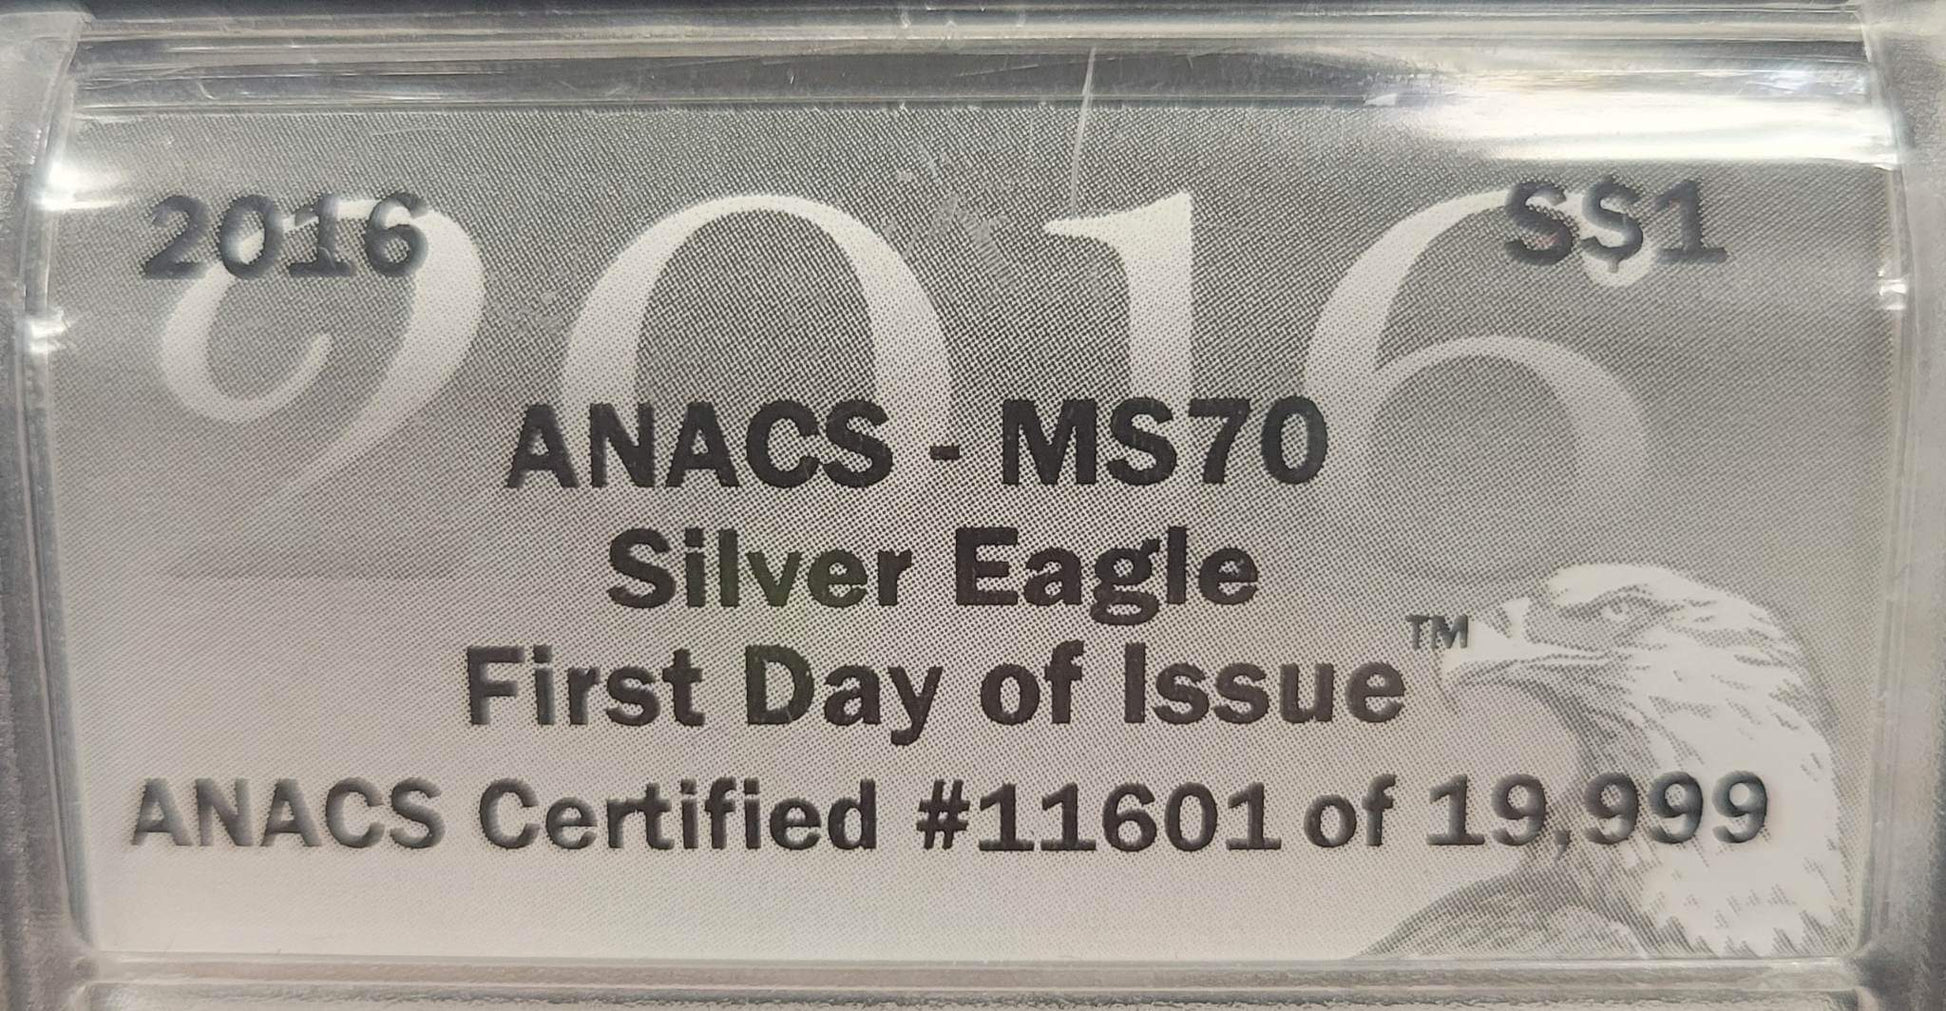 2016 S$1
2016
ANACS - MS70
Silver Eagle
First Day of Issue™
ANACS Certified #11601 of 19,999